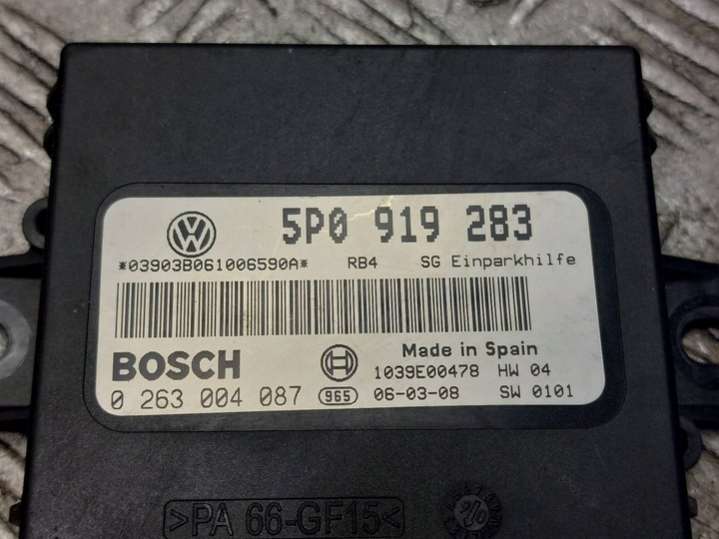 5P0 919 283
*03903B061006590A* RB4 SG Einparkhilfe
BOSCH
Made in Spain
1039E00478 HW 04
0 263 004 087 965 06-03-08 SW 0101
>PA 66-GF15<